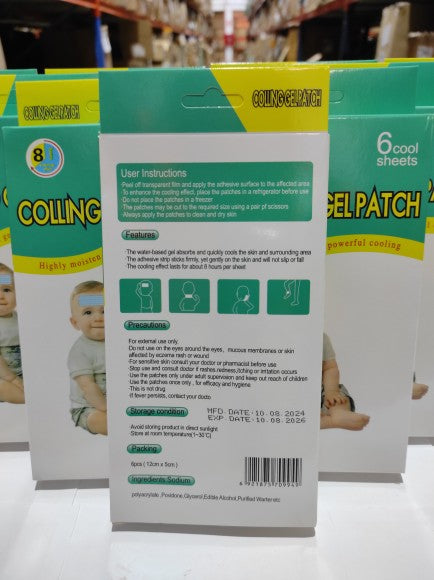 COLLING GEL PATCH
User Instructions
·Peel off transparent film and apply the adhesive surface to the affected area
·To enhance the cooling effect, place the patches in a refrigerator before use
·Do not place the patches in a freezer
·The patches may be cut to the required size using a pair pf scissors
·Always apply the patches to clean and dry skin
Features
·The water-based gel absorbs and quickly cools the skin and surrounding area
·The adhesive strip sticks firmly, yet gently on the skin and will not slip or fall
·The cooling effect lasts for about 8 hours per sheet
Precautions
·For external use only
·Do not use on the eyes around the eyes, mucous membranes or skin
affected by eczema resh or wound
·For sensitive skin consult your doctor or pharmacist before use
·Stop use and consult doctor if reshes.redness,itching or irritation occurs
·Use the patches only under adult supervoion and keep out reach of children
·Use the patches once only , for efficacy and hygiene
·This is not drug
·If fever persists, contact your docto
Storage condition
MFD.DATE:10.08.2024
EXP.DATE:10.08.2026
·Avoid storing product in direct sunlight
·Store at room temperature(1~30℃)
Packing
6pcs ( 12cm x 5cm )
Ingredients:Sodium
polyacrylate ,Povidone,Glycerol,Edible Alcohol,Purified Warter etc
6921875709949
8
COLLING
Highly moisten
6 cool
sheets
GEL PATCH
powerful cooling